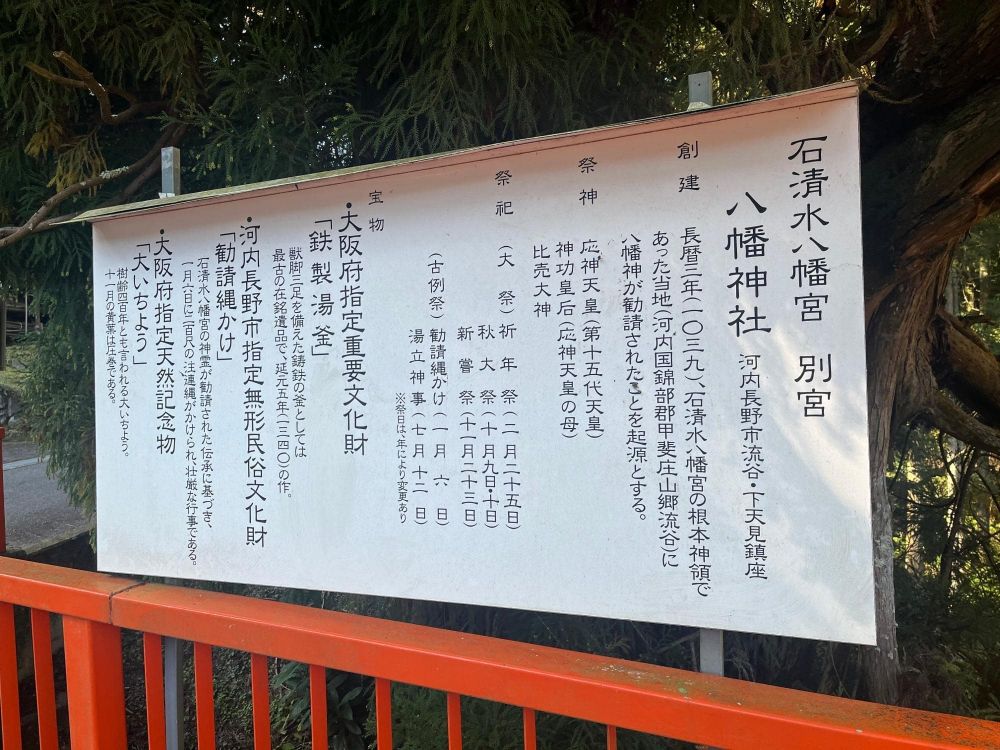 石清水八幡宮 別宮
八幡神社 河内長野市流谷・下天見鎮座
創建 長暦三年(一〇三九)、石清水八幡宮の根本神領で
あった当地(河内国錦部郡甲斐庄山郷流谷)に
八幡神が勧請されたことを起源とする。
祭神 応神天皇(第十五代天皇)
神功皇后(応神天皇の母)
比売大神
祭祀 (大祭)祈年祭(二月二十五日)
秋大祭(十月九日・十日)
新嘗祭(十一月二十三日)
(古例祭)勧請縄かけ(一月六日)
湯立神事(七月十二日)
※祭日は、年により変更あり
宝物
・大阪府指定重要文化財
「鉄製湯釜」
獣脚三足を備えた鋳鉄の釜としては
最古の在銘遺品で、延元五年(一三四〇)の作。
・河内長野市指定無形民俗文化財
「勧請縄かけ」
石清水八幡宮の神霊が勧請された伝承に基づき、
一月六日に二百尺の注連縄がかけられ、壮厳な行事である。
・大阪府指定天然記念物
「大いちよう」
樹齢四百年とも言われる大いちよう。
十一月の黄葉は圧巻である。